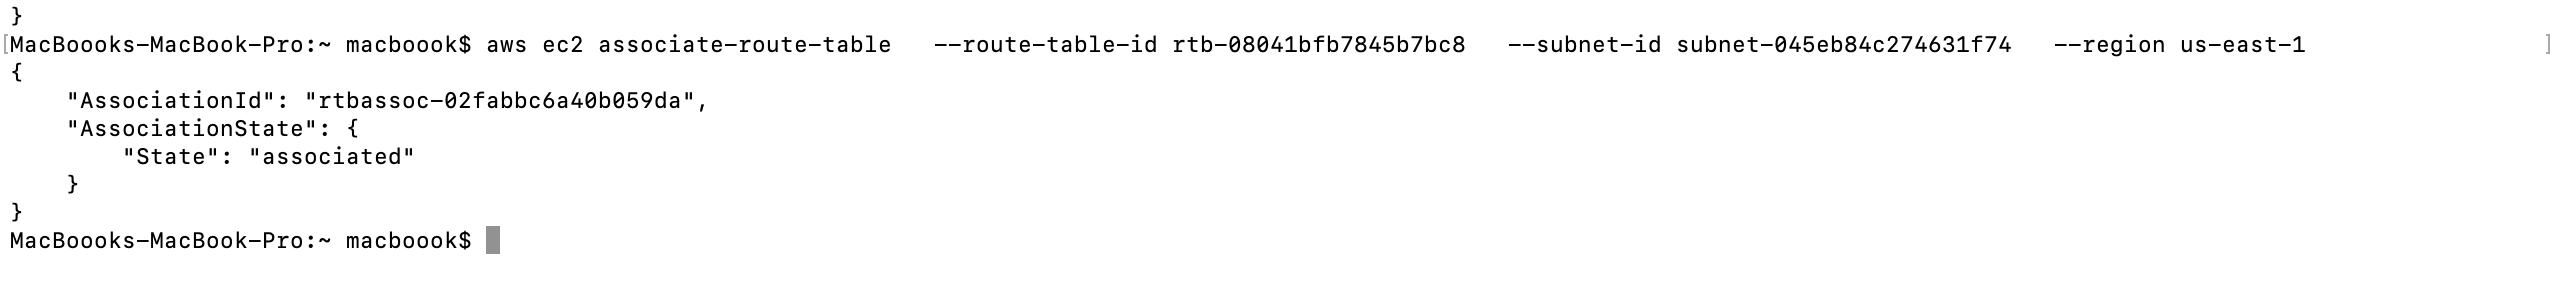 }
[MacBoooks-MacBook-Pro:~ macboook$ aws ec2 associate-route-table   --route-table-id rtb-08041bfb7845b7bc8   --subnet-id subnet-045eb84c274631f74   --region us-east-1 ]
{
    "AssociationId": "rtbassoc-02fabbc6a40b059da",
    "AssociationState": {
        "State": "associated"
    }
}
MacBoooks-MacBook-Pro:~ macboook$